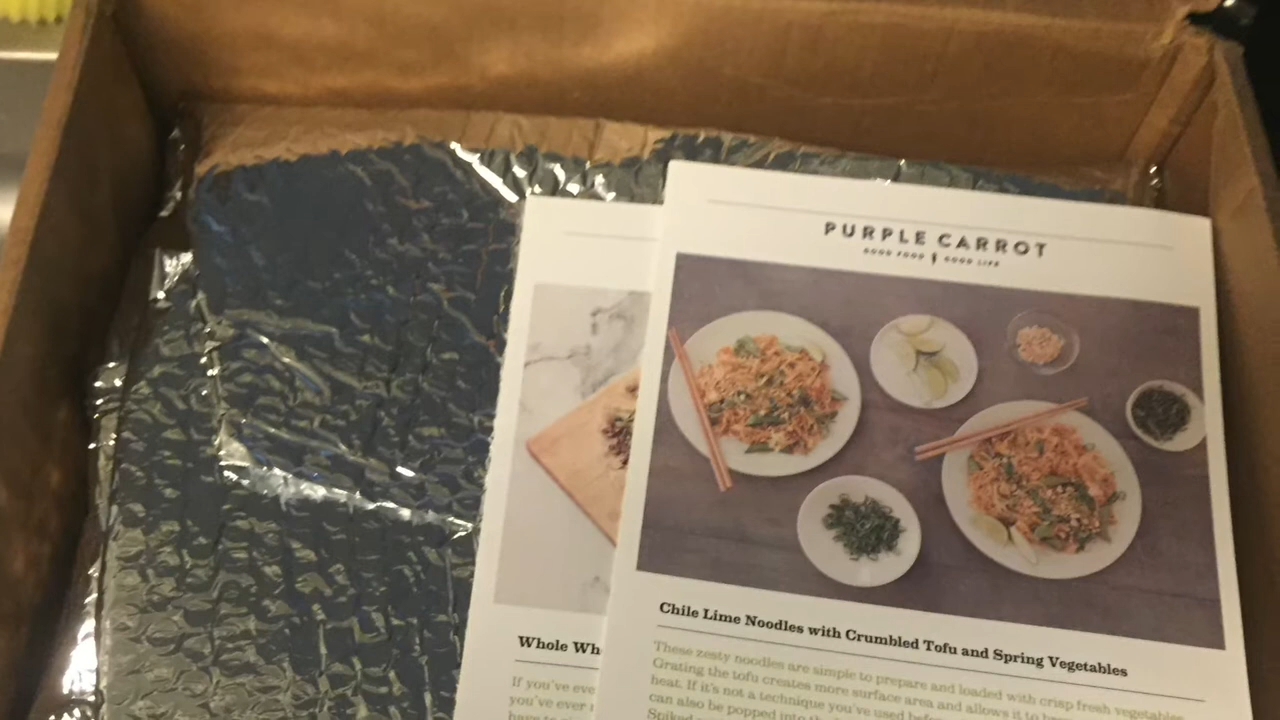 PURPLE CARROT
GOOD FOOD GOOD LIFE
Chile Lime Noodles with Crumbled Tofu and Spring Vegetables
These zesty noodles are simple to prepare and loaded with crisp fresh vegetables.
Grating the tofu creates more surface area and allows it to
heat. If it's not a technique you've used
can also be popped into
Spiked
Whole Wh
If you've eve
you've ever
have to